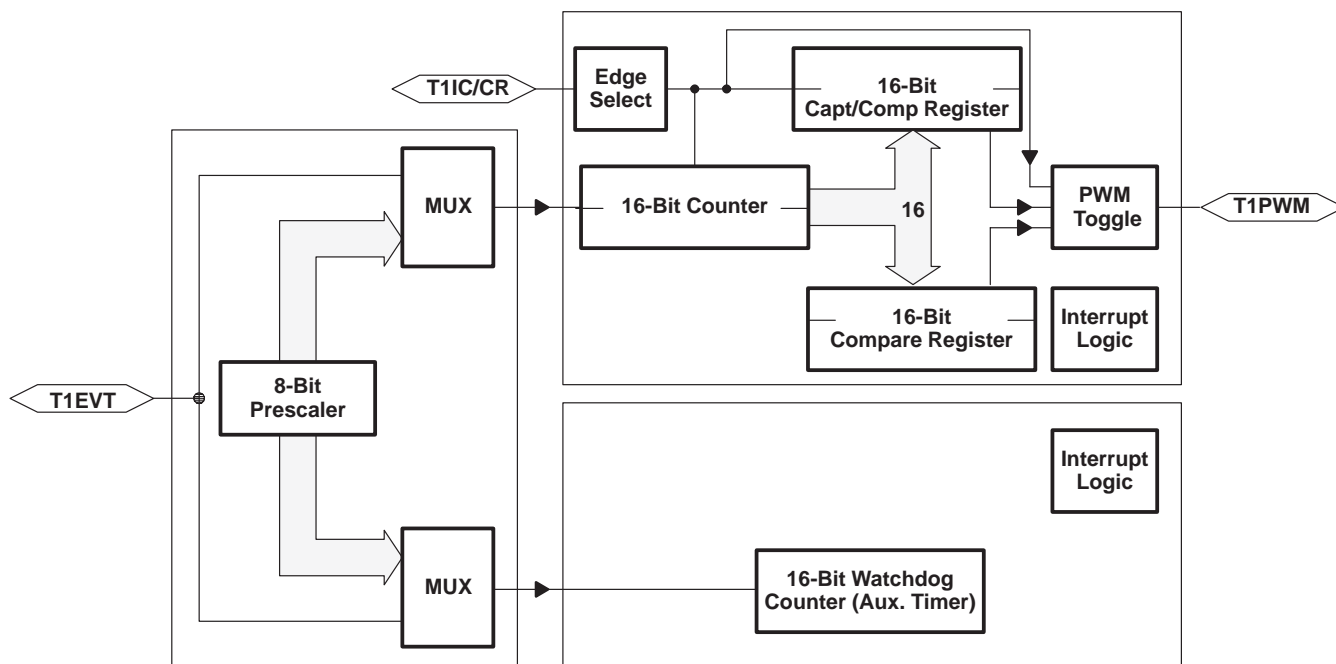 T1IC/CR
Edge
Select
16-Bit
Capt/Comp Register
MUX
16-Bit Counter
16
PWM
Toggle
T1PWM
16-Bit
Compare Register
Interrupt
Logic
T1EVT
8-Bit
Prescaler
Interrupt
Logic
MUX
16-Bit Watchdog
Counter (Aux. Timer)